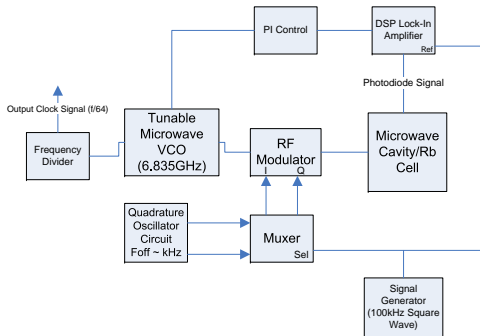 PI Control
DSP Lock-In
Amplifier
Ref
Photodiode Signal
Output Clock Signal (f/64)
Frequency
Divider
Tunable
Microwave
VCO
(6.835GHz)
RF
Modulator
I
Q
Microwave
Cavity/Rb
Cell
Quadrature
Oscillator
Circuit
Foff ~ kHz
Muxer
Sel
Signal
Generator
(100kHz Square
Wave)